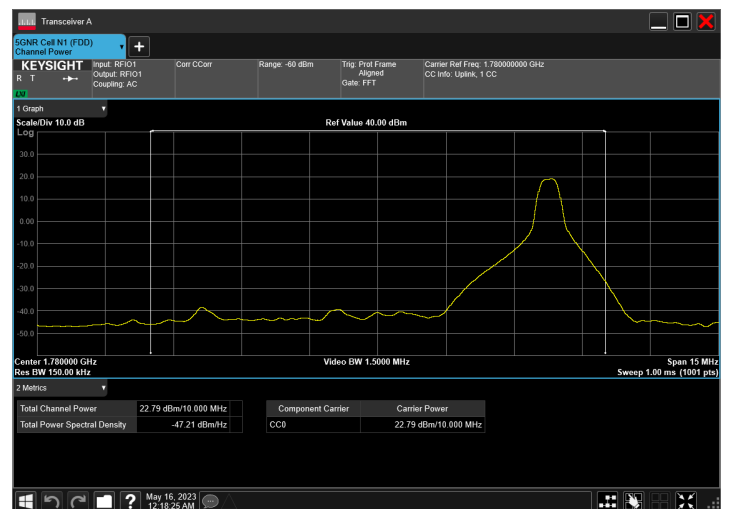 Transceiver A
5GNR Cell N1 (FDD)
Channel Power
+
KEYSIGHT
R T
LXI
Input: RFIO1
Output: RFIO1
Coupling: AC
Corr CCorr
Range: -60 dBm
Trig: Prot Frame
Aligned
Gate: FFT
Carrier Ref Freq: 1.780000000 GHz
CC Info: Uplink, 1 CC
1 Graph
Scale/Div 10.0 dB
Ref Value 40.00 dBm
Log
30.0
20.0
10.0
0.00
-10.0
-20.0
-30.0
-40.0
-50.0
Center 1.780000 GHz
Video BW 1.5000 MHz
Span 15 MHz
Res BW 150.00 kHz
Sweep 1.00 ms (1001 pts)
2 Metrics
Total Channel Power 22.79 dBm/10.000 MHz
Total Power Spectral Density -47.21 dBm/Hz
Component Carrier Carrier Power
CC0 22.79 dBm/10.000 MHz
?
May 16, 2023
12:18:25 AM